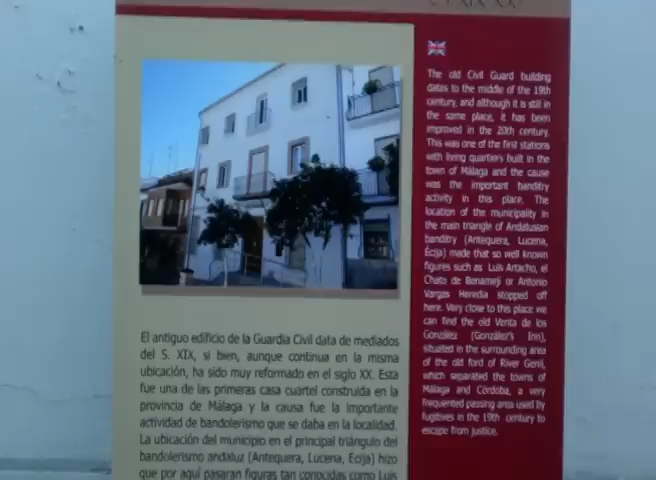 El antiguo edificio de la Guardia Civil data de mediados
del S. XIX, si bien, aunque continua en la misma
ubicación, ha sido muy reformado en el siglo XX. Esta
fue una de las primeras casa cuartel construida en la
provincia de Málaga y la causa fue la importante
actividad de bandolerismo que se daba en la localidad.
La ubicación del municipio en el principal triángulo del
bandolerismo andaluz (Antequera, Lucena, Ecija) hizo
que por aquí pasaran figuras tan conocidas como Luis
The old Civil Guard building
dates to the middle of the 19th
century, and although it is still in
the same place, it has been
improved in the 20th century.
This was one of the first stations
with living quartiers built in the
town of Málaga and the cause
was the important banditry
activity in this place. The
location of the municipality in
the main triangle of Andalusian
banditry (Antequera, Lucena,
Écija) made that so well known
figures such as Luis Artacho, el
Chato de Benamejí or Antonio
Vargas Heredia stopped off
here. Very close to this place we
can find the old Venta de los
González (González's Inn),
situated in the surrounding area
of the old ford of River Genil,
which separated the towns of
Málaga and Córdoba, a very
frequented passing area used by
fugitives in the 19th century to
escape from justice.